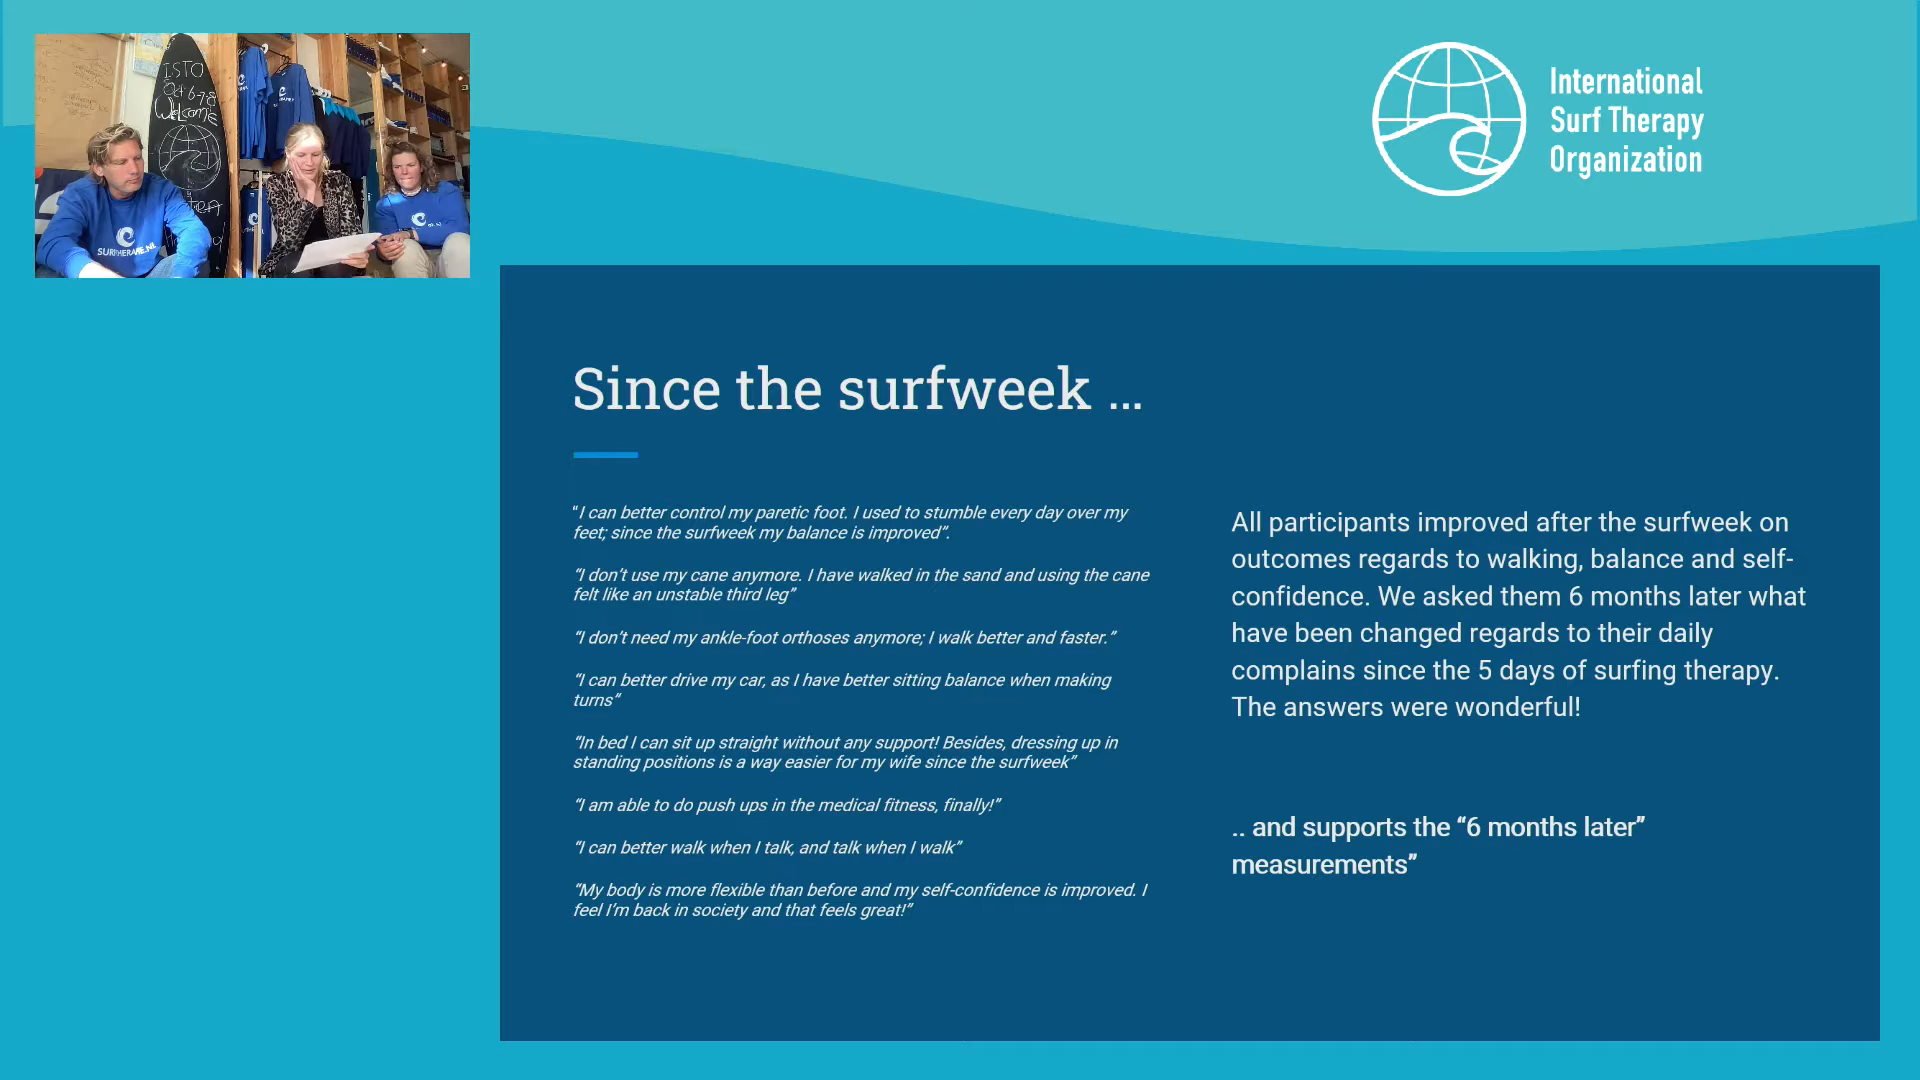 ISTO
Welcome
SURFTHERAPIE.NL
International
Surf Therapy
Organization
Since the surfweek ...
“I can better control my paretic foot. I used to stumble every day over my
feet; since the surfweek my balance is improved”.
“I don’t use my cane anymore. I have walked in the sand and using the cane
felt like an unstable third leg”
“I don’t need my ankle-foot orthoses anymore; I walk better and faster.”
“I can better drive my car, as I have better sitting balance when making
turns”
“In bed I can sit up straight without any support! Besides, dressing up in
standing positions is a way easier for my wife since the surfweek”
“I am able to do push ups in the medical fitness, finally!”
“I can better walk when I talk, and talk when I walk”
“My body is more flexible than before and my self-confidence is improved. I
feel I’m back in society and that feels great!”
All participants improved after the surfweek on
outcomes regards to walking, balance and self-
confidence. We asked them 6 months later what
have been changed regards to their daily
complains since the 5 days of surfing therapy.
The answers were wonderful!
.. and supports the “6 months later”
measurements”